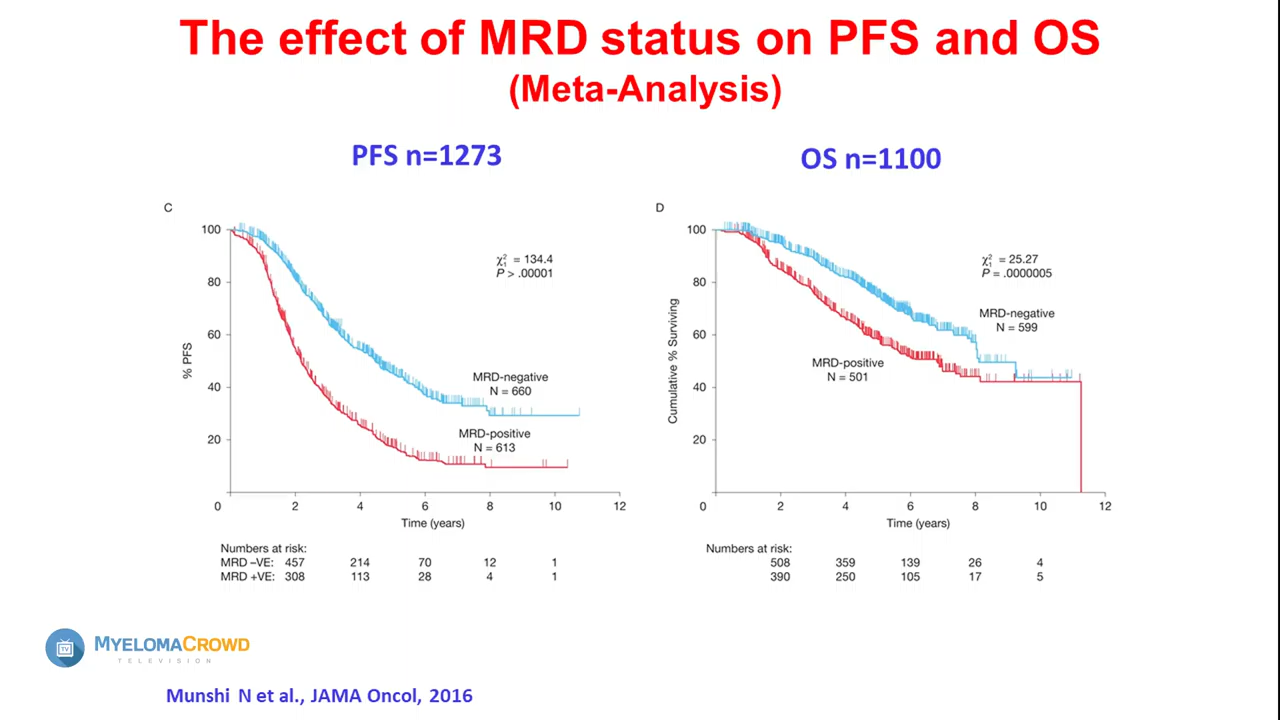 The effect of MRD status on PFS and OS
(Meta-Analysis)
PFS n=1273
OS n=1100
C
100
80
60
40
20
0
% PFS
χ²₁ = 134.4
P > .00001
MRD-negative
N = 660
MRD-positive
N = 613
2 4 6 8 10 12
Time (years)
Numbers at risk:
MRD –VE: 457 214 70 12 1
MRD +VE: 308 113 28 4 1
D
100
80
60
40
20
0
Cumulative % Surviving
χ²₁ = 25.27
P = .0000005
MRD-negative
N = 599
MRD-positive
N = 501
2 4 6 8 10 12
Time (years)
Numbers at risk:
508 359 139 26 4
390 250 105 17 5
TV
MYELOMACROWD
TELEVISION
Munshi N et al., JAMA Oncol, 2016